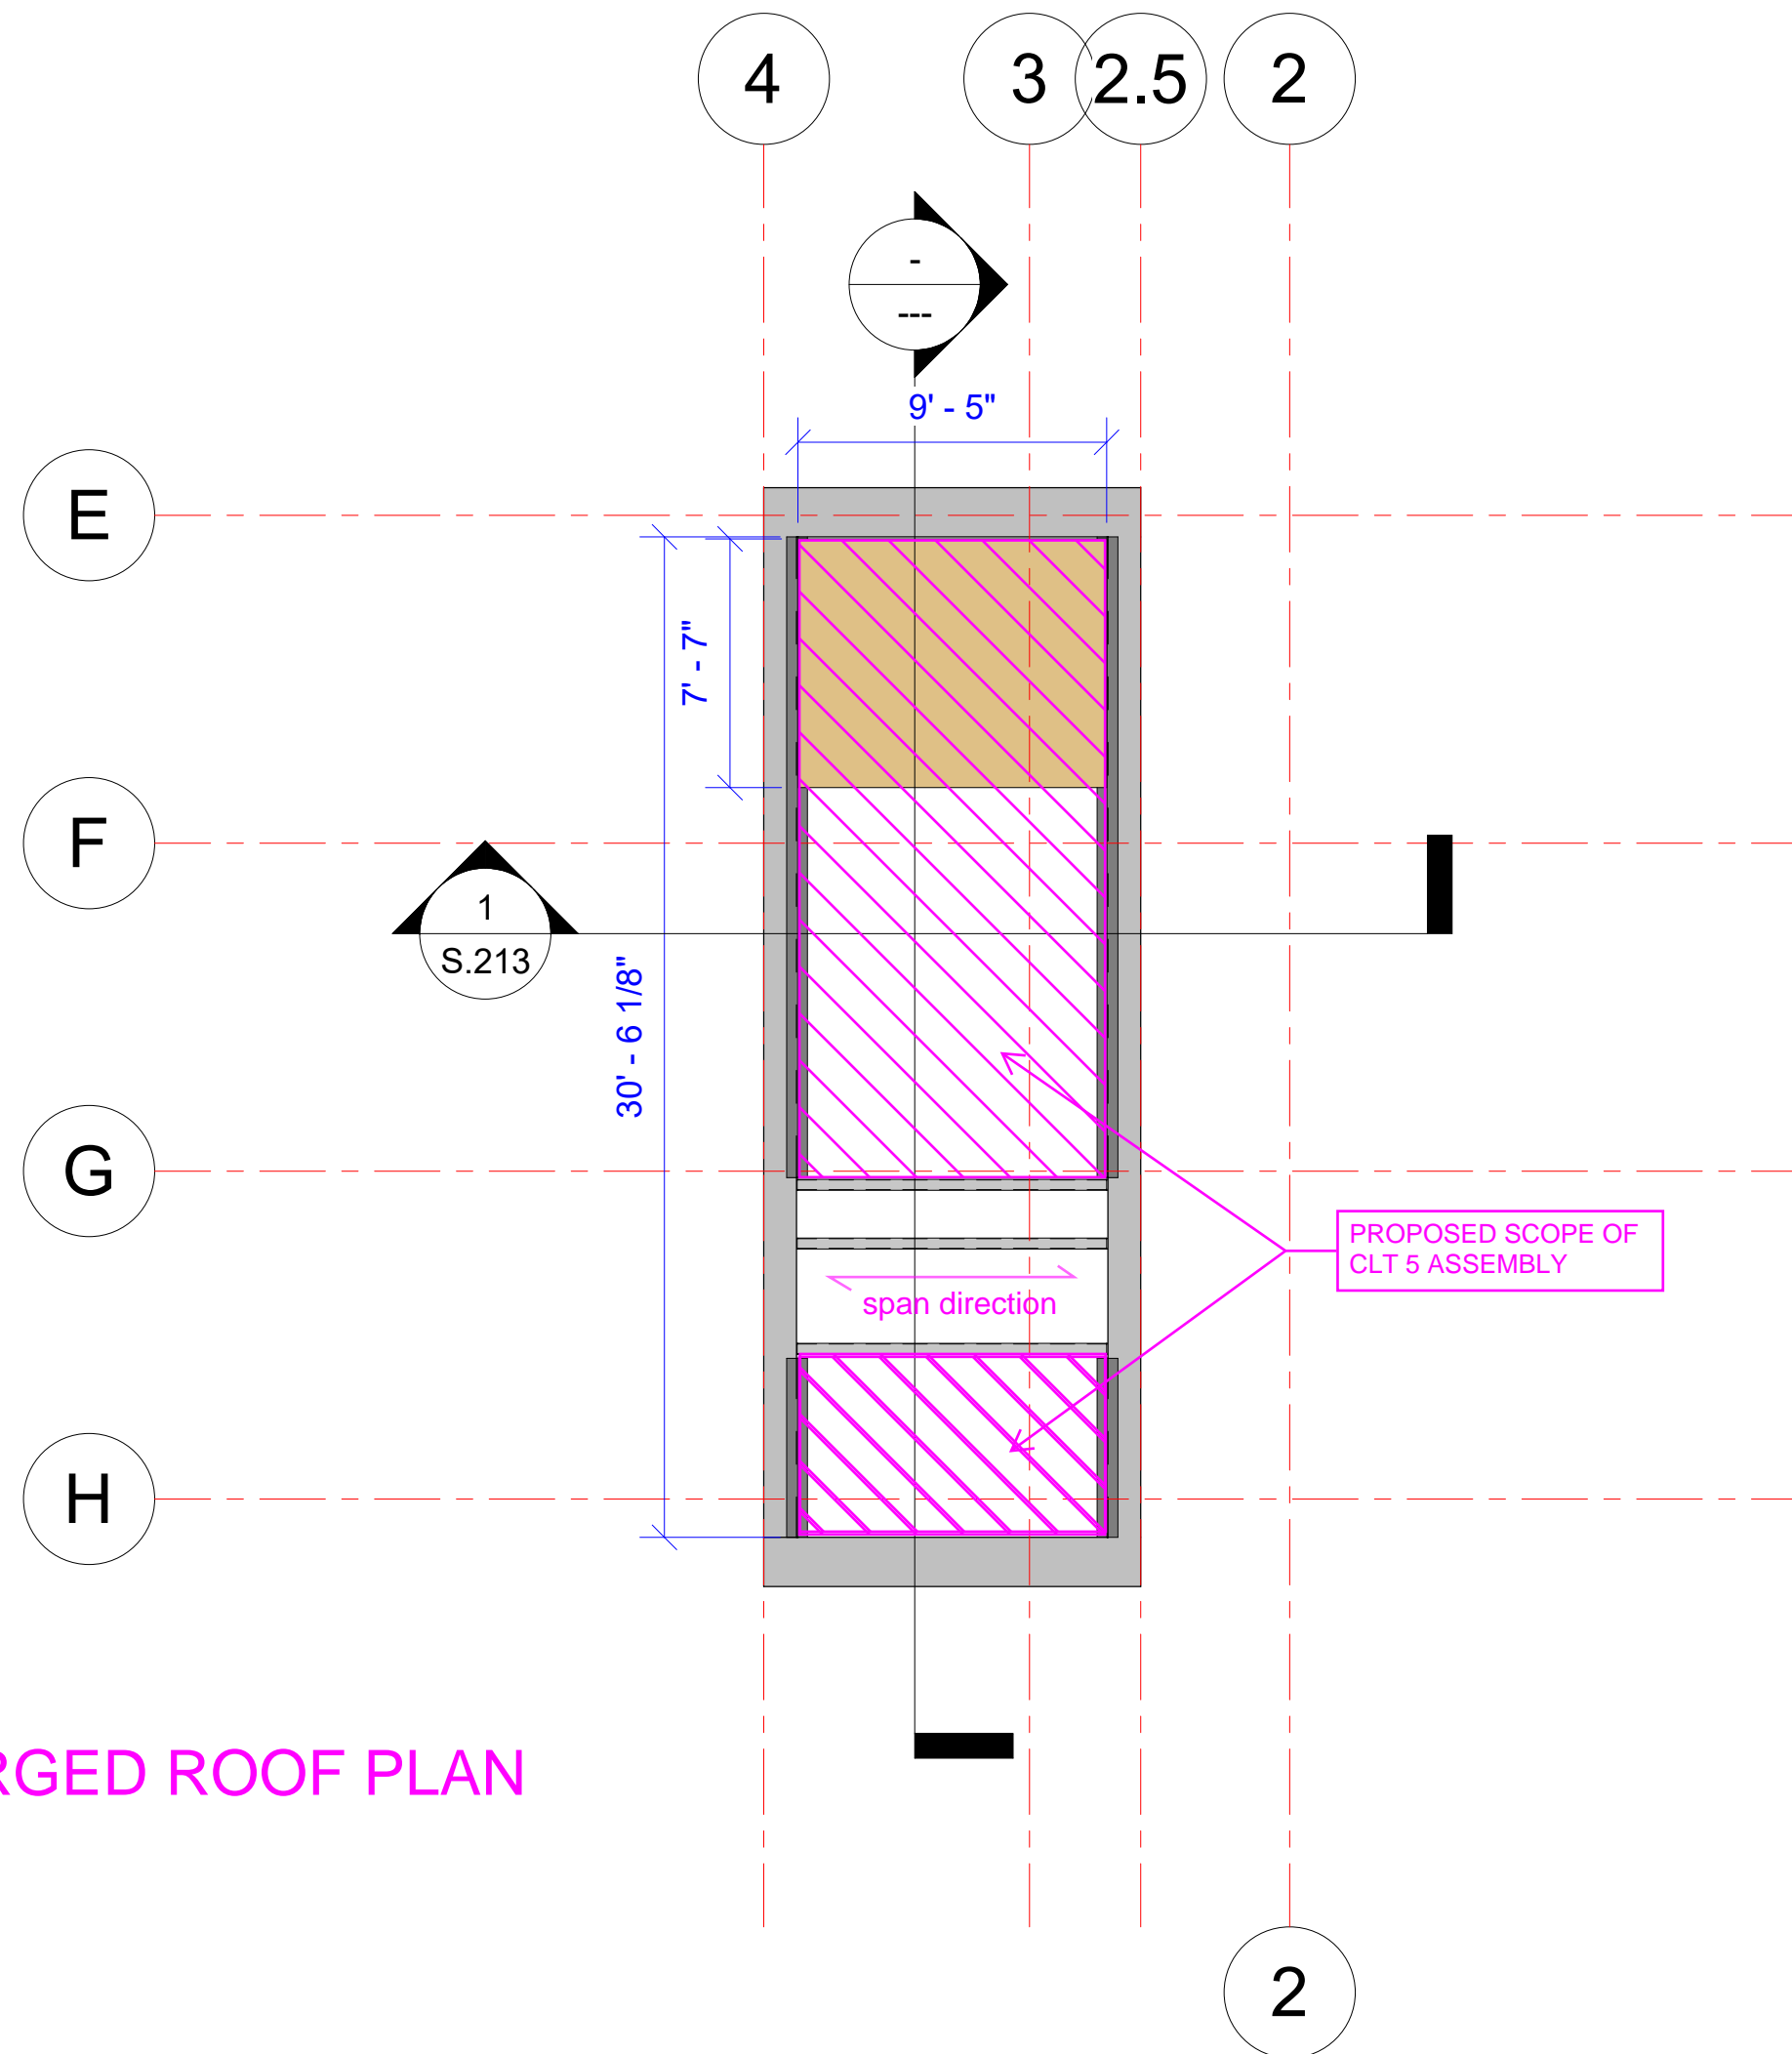 4 3 2.5 2
-
---
9' - 5"
E
7' - 7"
F
1
S.213
30' - 6 1/8"
G
PROPOSED SCOPE OF
CLT 5 ASSEMBLY
span direction
H
RGED ROOF PLAN
2